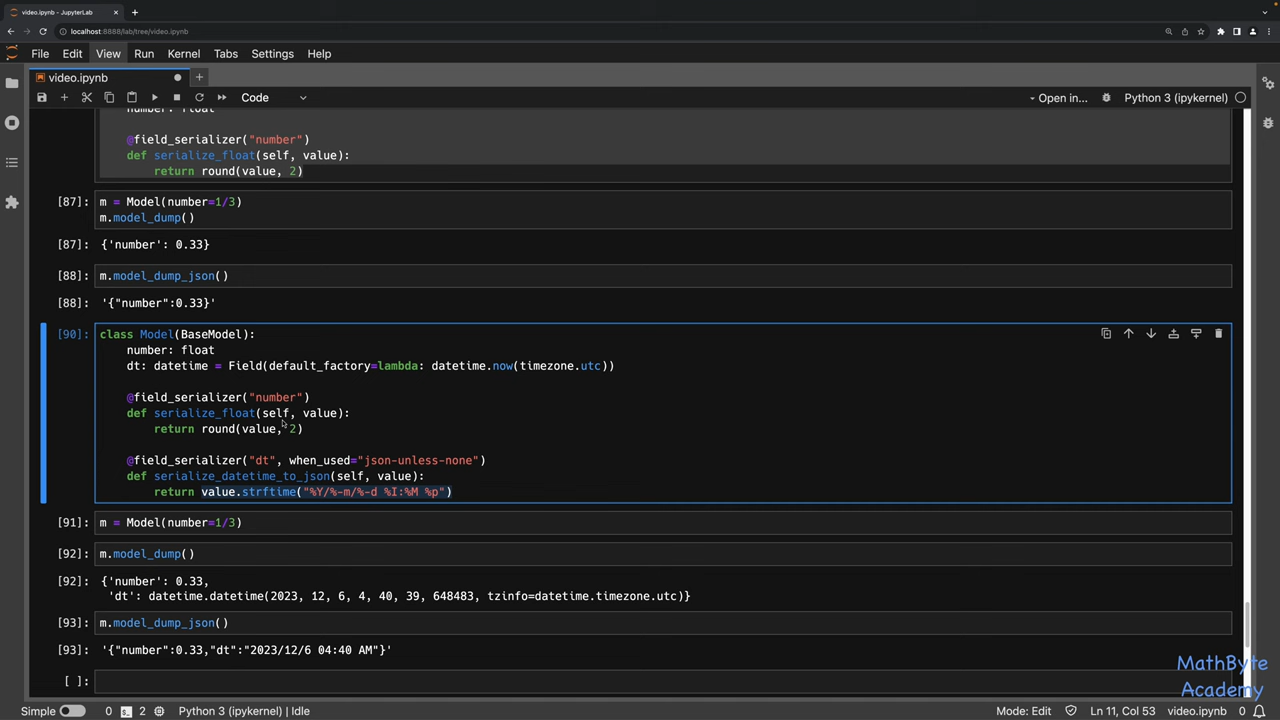 video.ipynb - JupyterLab
localhost:8888/lab/tree/video.ipynb
File Edit View Run Kernel Tabs Settings Help
video.ipynb
Code
Open in...
Python 3 (ipykernel)
number: float
@field_serializer("number")
def serialize_float(self, value):
return round(value, 2)
[87]:
m = Model(number=1/3)
m.model_dump()
[87]:
{'number': 0.33}
[88]:
m.model_dump_json()
[88]:
'{"number":0.33}'
[90]:
class Model(BaseModel):
number: float
dt: datetime = Field(default_factory=lambda: datetime.now(timezone.utc))
@field_serializer("number")
def serialize_float(self, value):
return round(value, 2)
@field_serializer("dt", when_used="json-unless-none")
def serialize_datetime_to_json(self, value):
return value.strftime("%Y/%-m/%-d %I:%M %p")
[91]:
m = Model(number=1/3)
[92]:
m.model_dump()
[92]:
{'number': 0.33,
'dt': datetime.datetime(2023, 12, 6, 4, 40, 39, 648483, tzinfo=datetime.timezone.utc)}
[93]:
m.model_dump_json()
[93]:
'{"number":0.33,"dt":"2023/12/6 04:40 AM"}'
[ ]:
MathByte
Academy
Simple 0 2 Python 3 (ipykernel) | Idle Mode: Edit Ln 11, Col 53 video.ipynb 0